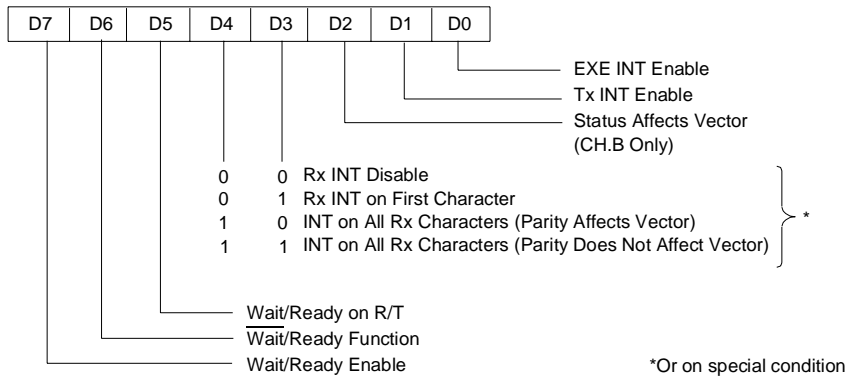 D7 D6 D5 D4 D3 D2 D1 D0
EXE INT Enable
Tx INT Enable
Status Affects Vector
(CH.B Only)
0 0 Rx INT Disable
0 1 Rx INT on First Character
1 0 INT on All Rx Characters (Parity Affects Vector)
1 1 INT on All Rx Characters (Parity Does Not Affect Vector)
*
Wait/Ready on R/T
Wait/Ready Function
Wait/Ready Enable
*Or on special condition